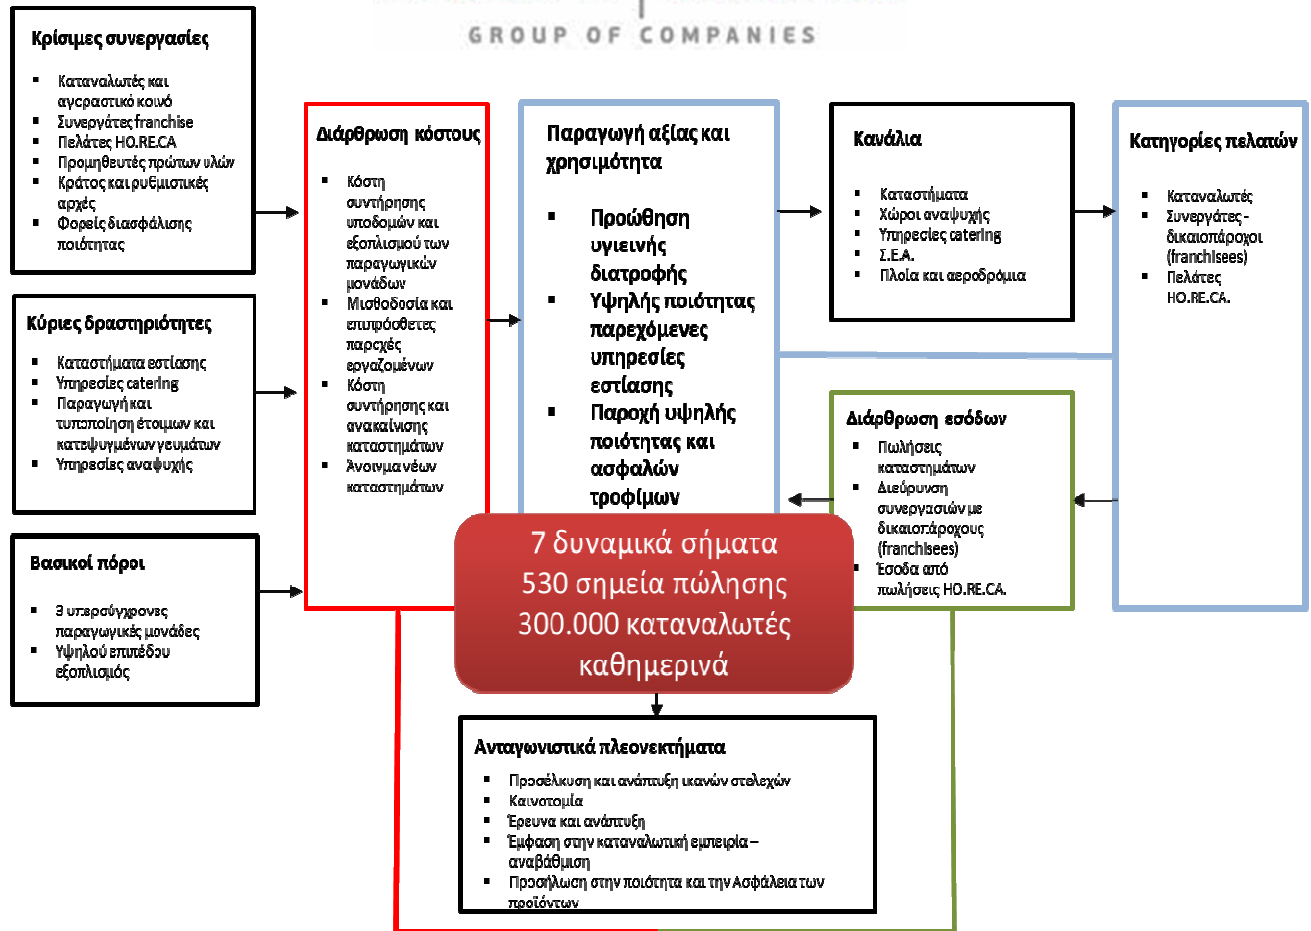 GROUP OF COMPANIES
Κρίσιμες συνεργασίες
▪ Καταναλωτές και
αγοραστικό κοινό
▪ Συνεργάτες franchise
▪ Πελάτες HO.RE.CA
▪ Προμηθευτές πρώτων υλών
▪ Κράτος και ρυθμιστικές
αρχές
▪ Φορείς διασφάλισης
ποιότητας
Κύριες δραστηριότητες
▪ Καταστήματα εστίασης
▪ Υπηρεσίες catering
▪ Παραγωγή και
τυποποίηση έτοιμων και
κατεψυγμένων γευμάτων
▪ Υπηρεσίες αναψυχής
Βασικοί πόροι
▪ 3 υπερσύγχρονες
παραγωγικές μονάδες
▪ Υψηλού επιπέδου
εξοπλισμός
Διάρθρωση κόστους
▪ Κόστη
συντήρησης
υποδομών και
εξοπλισμού των
παραγωγικών
μονάδων
▪ Μισθοδοσία και
επιπρόσθετες
παροχές
εργαζομένων
▪ Κόστη
συντήρησης και
ανακαίνισης
καταστημάτων
▪ Άνοιγμα νέων
καταστημάτων
Παραγωγή αξίας και
χρησιμότητα
▪ Προώθηση
υγιεινής
διατροφής
▪ Υψηλής ποιότητας
παρεχόμενες
υπηρεσίες
εστίασης
▪ Παροχή υψηλής
ποιότητας και
ασφαλών
τροφίμων
Κανάλια
▪ Καταστήματα
▪ Χώροι αναψυχής
▪ Υπηρεσίες catering
▪ Σ.Ε.Α.
▪ Πλοία και αεροδρόμια
Κατηγορίες πελατών
▪ Καταναλωτές
▪ Συνεργάτες -
δικαιοπάροχοι
(franchisees)
▪ Πελάτες
HO.RE.CA.
Διάρθρωση εσόδων
▪ Πωλήσεις
καταστημάτων
▪ Διεύρυνση
συνεργασιών με
δικαιοπάροχους
(franchisees)
▪ Έσοδα από
πωλήσεις HO.RE.CA.
7 δυναμικά σήματα
530 σημεία πώλησης
300.000 καταναλωτές
καθημερινά
Ανταγωνιστικά πλεονεκτήματα
▪ Προσέλκυση και ανάπτυξη ικανών στελεχών
▪ Καινοτομία
▪ Έρευνα και ανάπτυξη
▪ Έμφαση στην καταναλωτική εμπειρία –
αναβάθμιση
▪ Προσήλωση στην ποιότητα και την Ασφάλεια των
προϊόντων